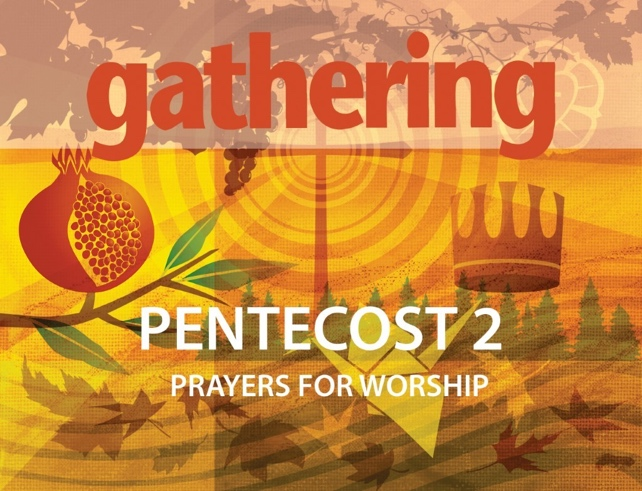 gathering
PENTECOST 2
PRAYERS FOR WORSHIP